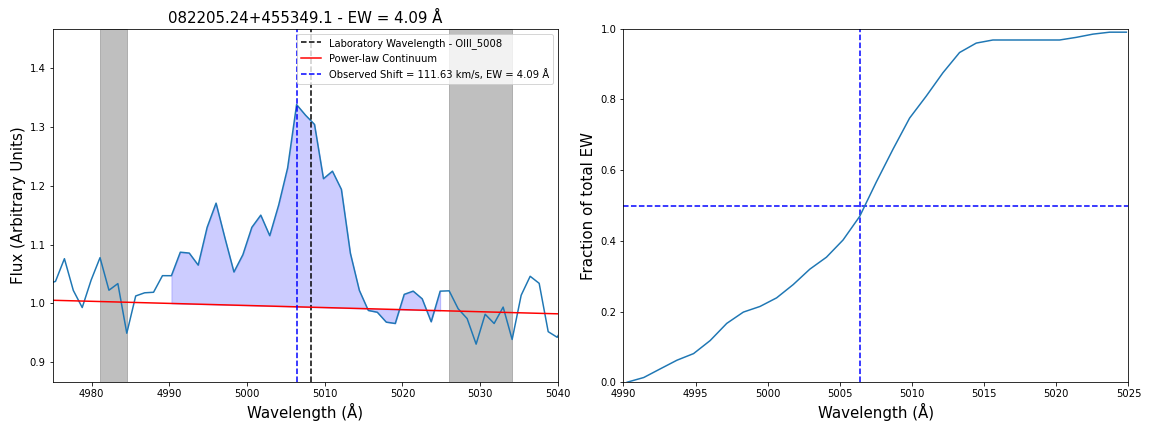 082205.24+455349.1 - EW = 4.09 Å
Laboratory Wavelength - OIII_5008
Power-law Continuum
Observed Shift = 111.63 km/s, EW = 4.09 Å
Flux (Arbitrary Units)
1.4
1.3
1.2
1.1
1.0
0.9
4980 4990 5000 5010 5020 5030 5040
Wavelength (Å)
Fraction of total EW
1.0
0.8
0.6
0.4
0.2
0.0
4990 4995 5000 5005 5010 5015 5020 5025
Wavelength (Å)